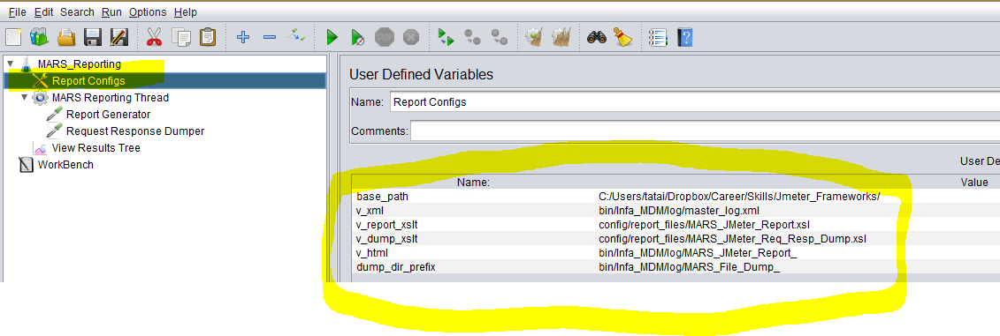 File Edit Search Run Options Help
STOP
MARS_Reporting
Report Configs
MARS Reporting Thread
Report Generator
Request Response Dumper
View Results Tree
WorkBench
User Defined Variables
Name: Report Configs
Comments:
User De
Name: Value
base_path C:/Users/tatai/Dropbox/Career/Skills/Jmeter_Frameworks/
v_xml bin/Infa_MDM/log/master_log.xml
v_report_xslt config/report_files/MARS_JMeter_Report.xsl
v_dump_xslt config/report_files/MARS_JMeter_Req_Resp_Dump.xsl
v_html bin/Infa_MDM/log/MARS_JMeter_Report_
dump_dir_prefix bin/Infa_MDM/log/MARS_File_Dump_